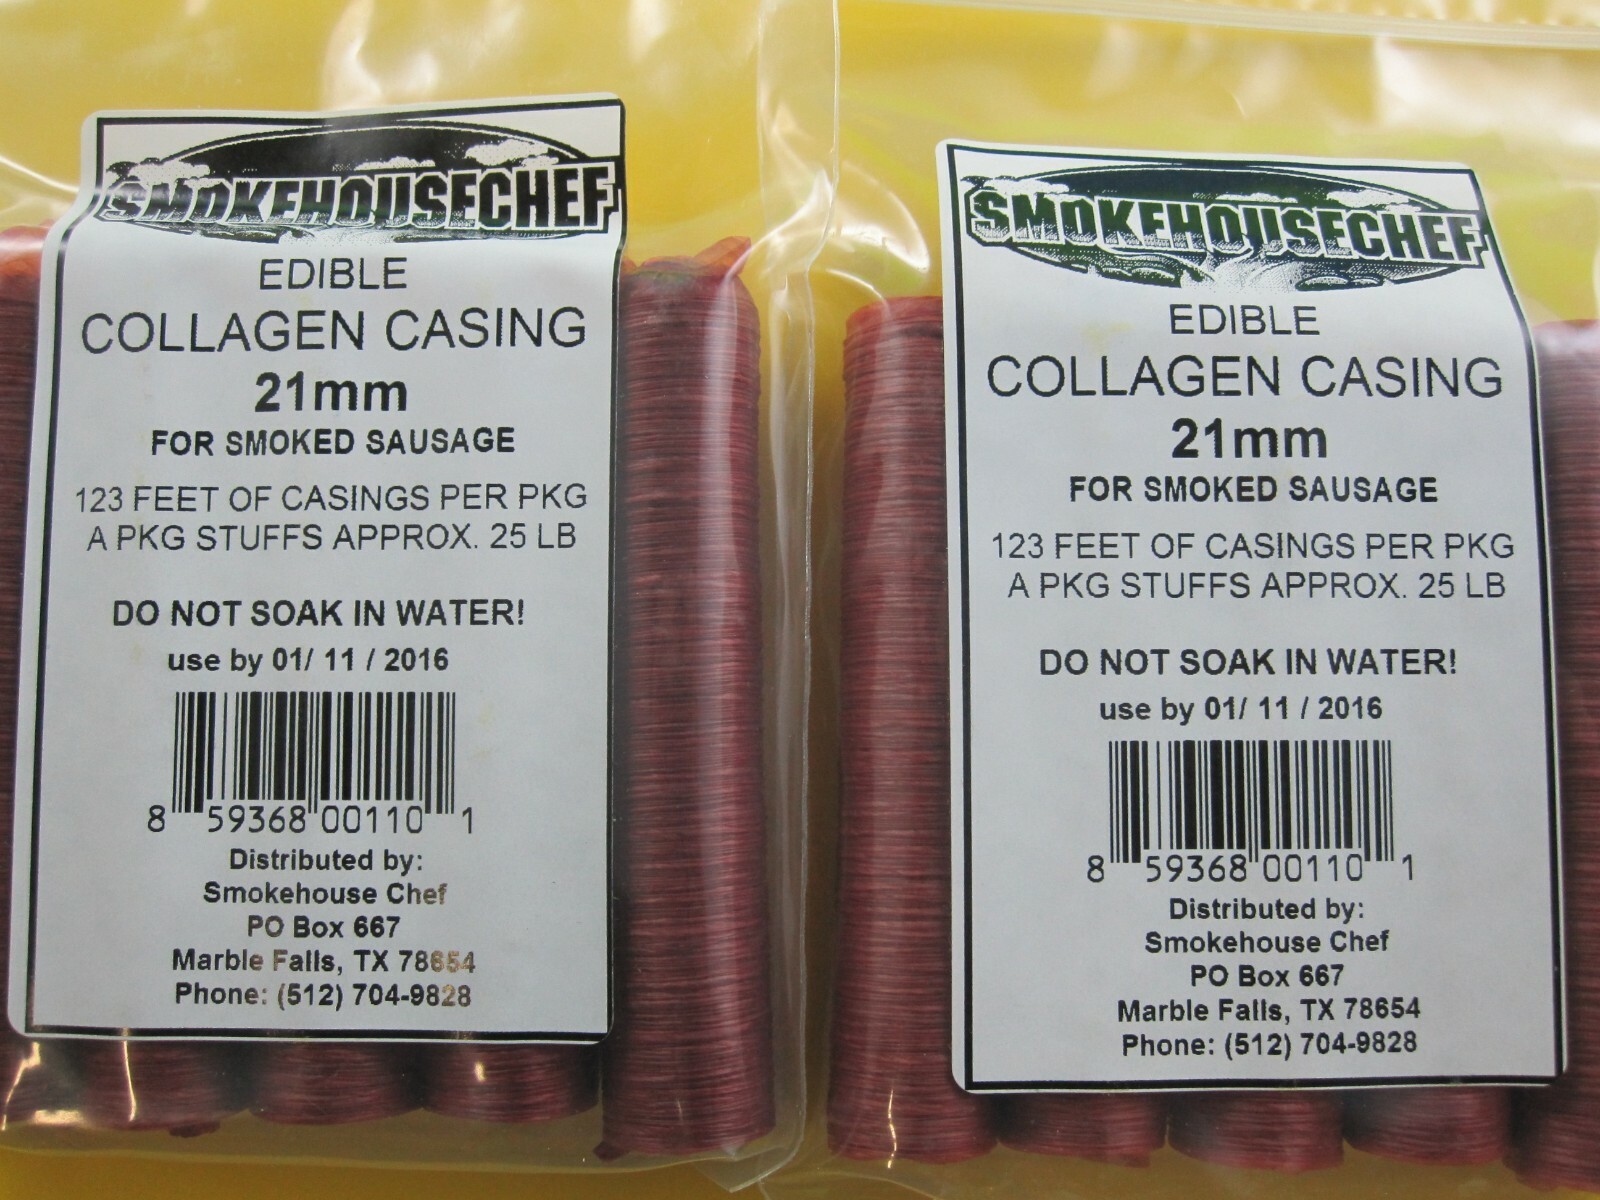 SMOKEHOUSECHEF
EDIBLE
COLLAGEN CASING
21mm
FOR SMOKED SAUSAGE
123 FEET OF CASINGS PER PKG
A PKG STUFFS APPROX. 25 LB
DO NOT SOAK IN WATER!
use by 01/ 11 / 2016
8 59368 00110 1
Distributed by:
Smokehouse Chef
PO Box 667
Marble Falls, TX 78654
Phone: (512) 704-9828
SMOKEHOUSECHEF
EDIBLE
COLLAGEN CASING
21mm
FOR SMOKED SAUSAGE
123 FEET OF CASINGS PER PKG
A PKG STUFFS APPROX. 25 LB
DO NOT SOAK IN WATER!
use by 01/ 11 / 2016
8 59368 00110 1
Distributed by:
Smokehouse Chef
PO Box 667
Marble Falls, TX 78654
Phone: (512) 704-9828